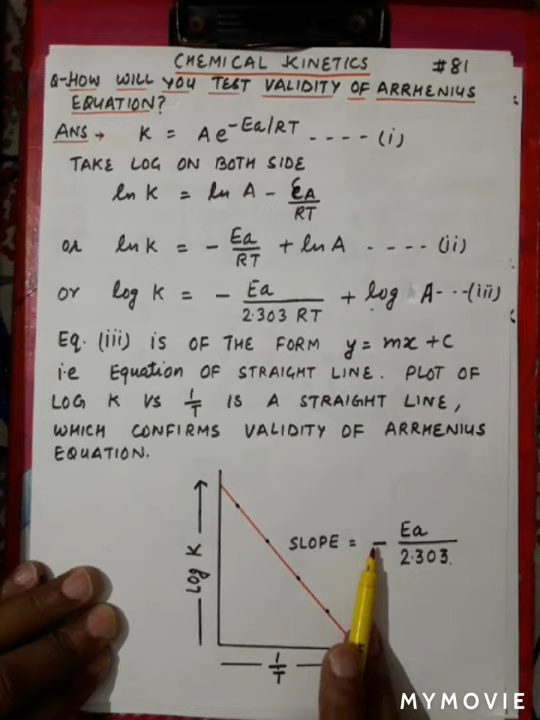 CHEMICAL KINETICS #81
Q-HOW WILL YOU TEST VALIDITY OF ARRHENIUS
EQUATION?
ANS → K = A e^-Ea/RT ---- (i)
TAKE LOG ON BOTH SIDE
ln K = ln A - EA/RT
or ln K = - Ea/RT + ln A ---- (ii)
or log K = - Ea/2.303 RT + log A---(iii)
Eq. (iii) IS OF THE FORM y = mx + C
i.e EQUATION OF STRAIGHT LINE. PLOT OF
LOG K VS 1/T IS A STRAIGHT LINE,
WHICH CONFIRMS VALIDITY OF ARRHENIUS
EQUATION.
SLOPE = - Ea/2.303.
LOG K
1/T
MYMOVIE